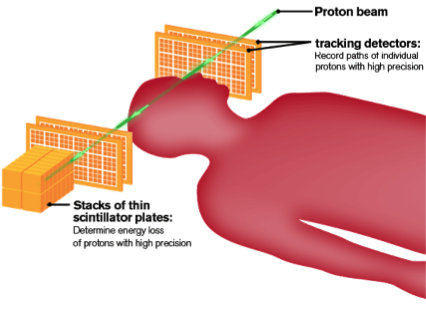 Proton beam
tracking detectors:
Record paths of individual
protons with high precision
Stacks of thin
scintillator plates:
Determine energy loss
of protons with high precision